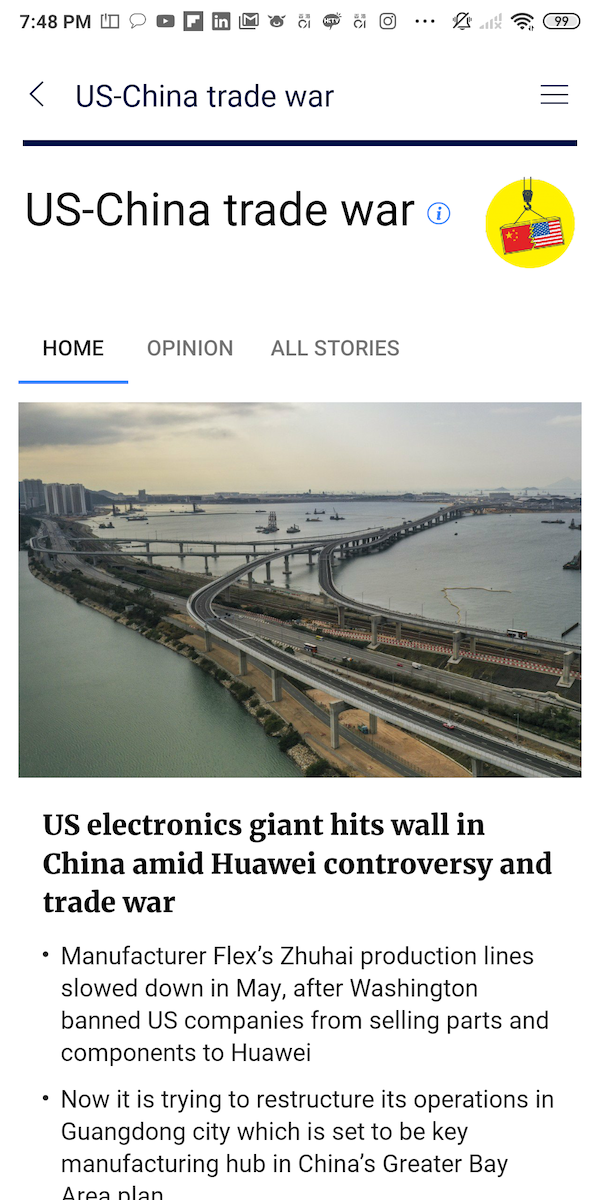 7:48 PM 99
US-China trade war
US-China trade war
HOME OPINION ALL STORIES
US electronics giant hits wall in
China amid Huawei controversy and
trade war
• Manufacturer Flex’s Zhuhai production lines
slowed down in May, after Washington
banned US companies from selling parts and
components to Huawei
• Now it is trying to restructure its operations in
Guangdong city which is set to be key
manufacturing hub in China’s Greater Bay
Area plan